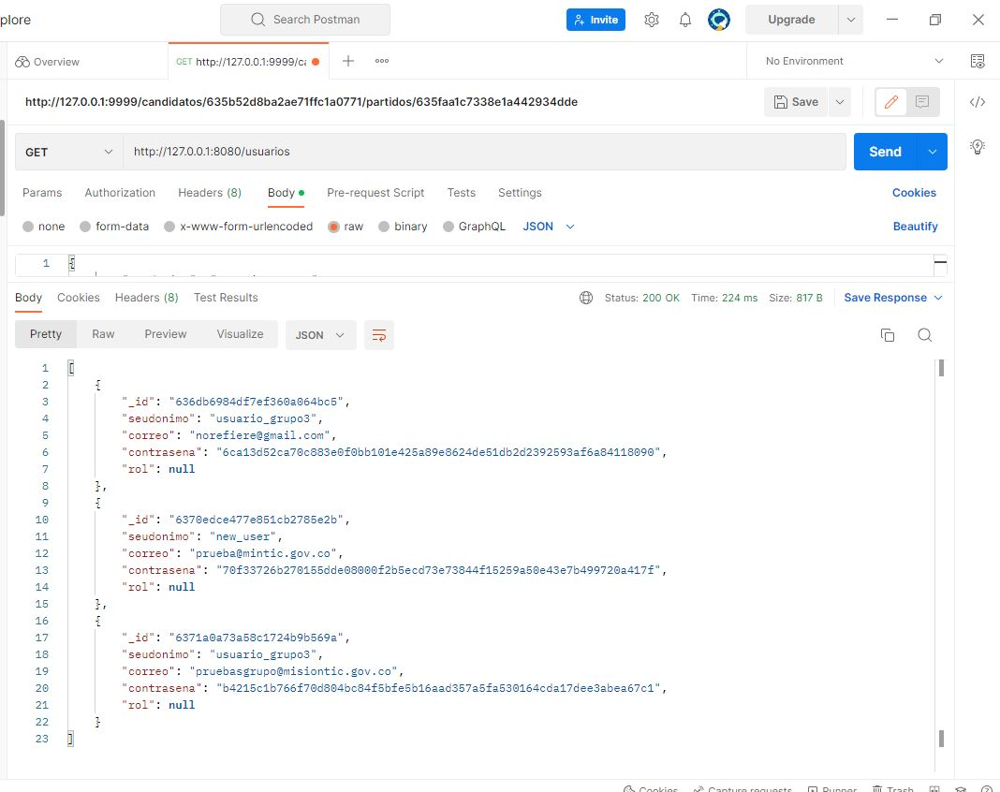 plore
Search Postman
Invite
Upgrade
Overview
GET http://127.0.0.1:9999/ca
No Environment
http://127.0.0.1:9999/candidatos/635b52d8ba2ae71ffc1a0771/partidos/635faa1c7338e1a442934dde
Save
GET
http://127.0.0.1:8080/usuarios
Send
Params Authorization Headers (8) Body Pre-request Script Tests Settings Cookies
none form-data x-www-form-urlencoded raw binary GraphQL JSON Beautify
1 {
Body Cookies Headers (8) Test Results Status: 200 OK Time: 224 ms Size: 817 B Save Response
Pretty Raw Preview Visualize JSON
1 [
2 {
3 "_id": "636db6984df7ef360a064bc5",
4 "seudonimo": "usuario_grupo3",
5 "correo": "norefiere@gmail.com",
6 "contrasena": "6ca13d52ca70c883e0f0bb101e425a89e8624de51db2d2392593af6a84118090",
7 "rol": null
8 },
9 {
10 "_id": "6370edce477e851cb2785e2b",
11 "seudonimo": "new_user",
12 "correo": "prueba@mintic.gov.co",
13 "contrasena": "70f33726b270155dde08000f2b5ecd73e73844f15259a50e43e7b499720a417f",
14 "rol": null
15 },
16 {
17 "_id": "6371a0a73a58c1724b9b569a",
18 "seudonimo": "usuario_grupo3",
19 "correo": "pruebasgrupo@misiontic.gov.co",
20 "contrasena": "b4215c1b766f70d804bc84f5bfe5b16aad357a5fa530164cda17dee3abea67c1",
21 "rol": null
22 }
23 ]
Cookies Capture requests Runner Trash